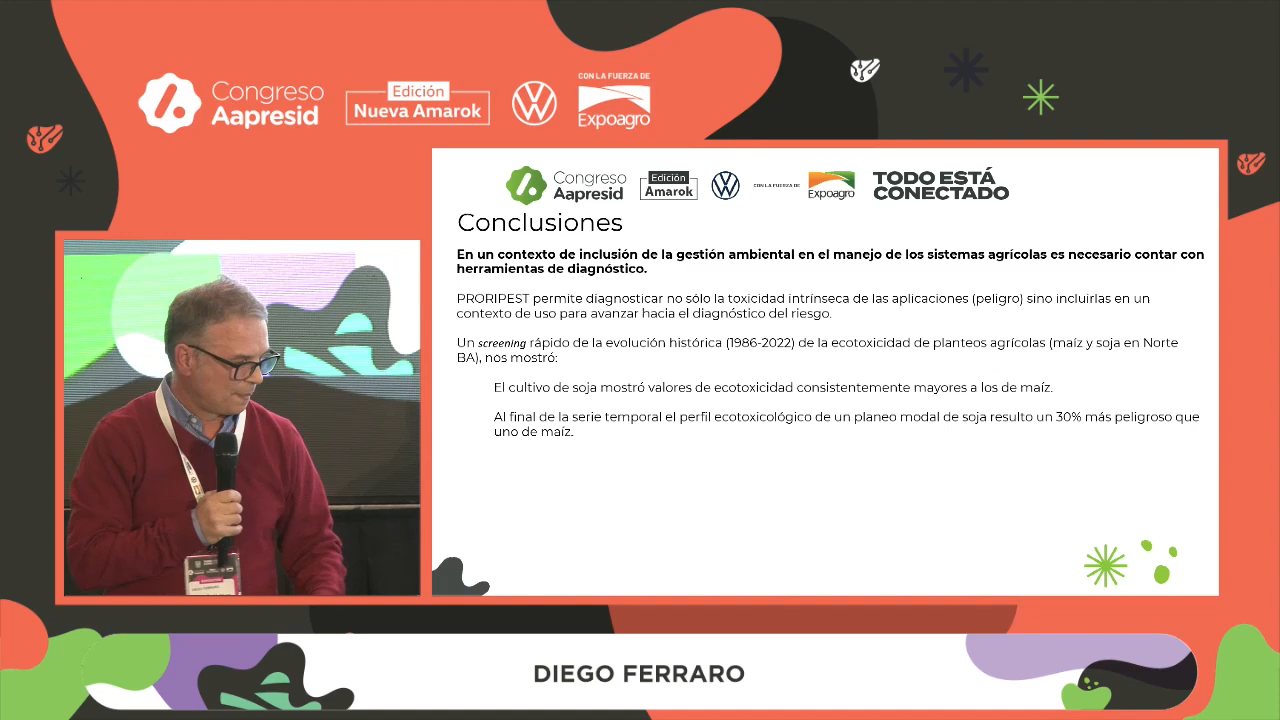 Congreso
Aapresid
Edición
Nueva Amarok
CON LA FUERZA DE
Expoagro
Congreso
Aapresid
Edición
Amarok
CON LA FUERZA DE
Expoagro
TODO ESTÁ
CONECTADO
Conclusiones
En un contexto de inclusión de la gestión ambiental en el manejo de los sistemas agrícolas es necesario contar con
herramientas de diagnóstico.
PRORIPEST permite diagnosticar no sólo toxicidad intrínseca de las aplicaciones (peligro) sino incluirlas en un
contexto de uso para avanzar hacia el diagnóstico del riesgo.
Un screening rápido de la evolución histórica (1986-2022) de la ecotoxicidad de planteos agrícolas (maíz y soja en Norte
BA), nos mostró:
El cultivo de soja mostró valores de ecotoxicidad consistentemente mayores a los de maíz.
Al final de la serie temporal el perfil ecotoxicológico de un planeo modal de soja resulto un 30% más peligroso que
uno de maíz.
DIEGO FERRARO